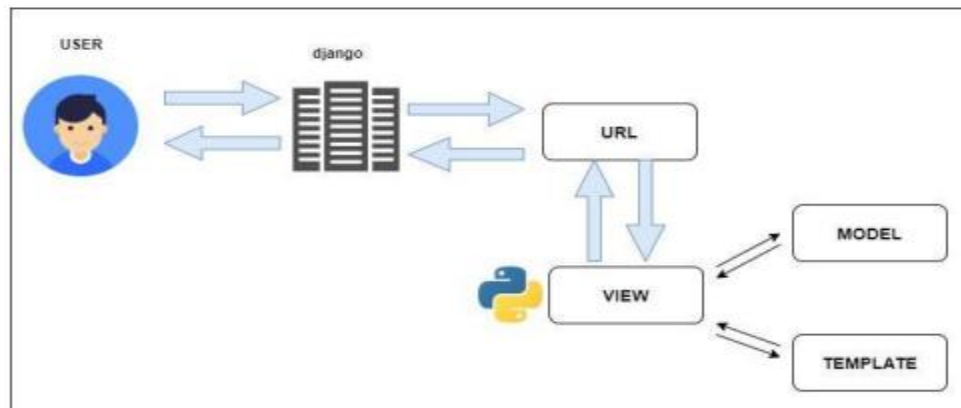 USER
django
URL
MODEL
VIEW
TEMPLATE